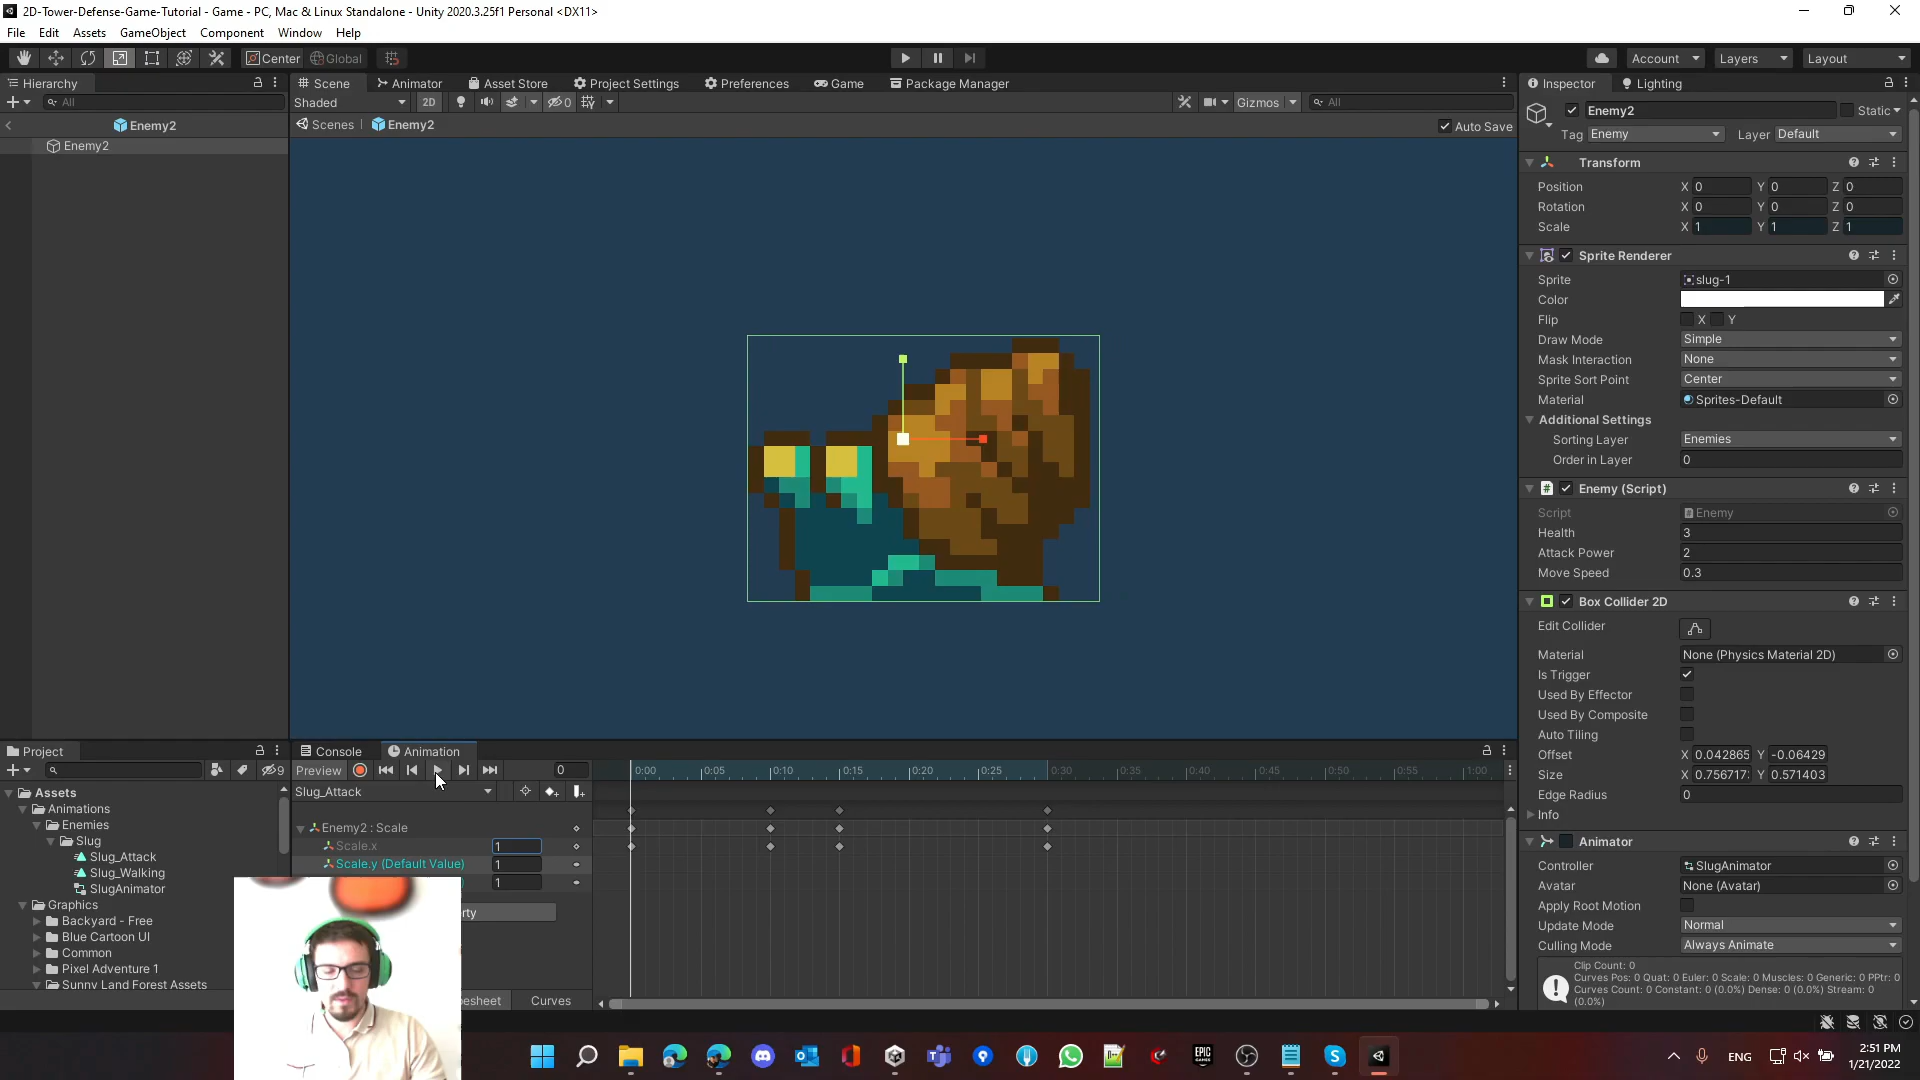 2D-Tower-Defense-Game-Tutorial - Game - PC, Mac & Linux Standalone - Unity 2020.3.25f1 Personal <DX11>
File Edit Assets GameObject Component Window Help
Center Global
Account Layers Layout
Hierarchy
All
Enemy2
Enemy2
Scene Animator Asset Store Project Settings Preferences Game Package Manager
Shaded 2D 0 Gizmos All
Scenes Enemy2 Auto Save
Inspector Lighting
Enemy2 Static
Tag Enemy Layer Default
Transform
Position X 0 Y 0 Z 0
Rotation X 0 Y 0 Z 0
Scale X 1 Y 1 Z 1
Sprite Renderer
Sprite slug-1
Color
Flip X Y
Draw Mode Simple
Mask Interaction None
Sprite Sort Point Center
Material Sprites-Default
Additional Settings
Sorting Layer Enemies
Order in Layer 0
Enemy (Script)
Script Enemy
Health 3
Attack Power 2
Move Speed 0.3
Box Collider 2D
Edit Collider
Material None (Physics Material 2D)
Is Trigger
Used By Effector
Used By Composite
Auto Tiling
Offset X 0.042865 Y -0.06429
Size X 0.756717 Y 0.571403
Edge Radius 0
Info
Animator
Controller SlugAnimator
Avatar None (Avatar)
Apply Root Motion
Update Mode Normal
Culling Mode Always Animate
Clip Count: 0
Curves Pos: 0 Quat: 0 Euler: 0 Scale: 0 Muscles: 0 Generic: 0 PPtr: 0
Curves Count: 0 Constant: 0 (0.0%) Dense: 0 (0.0%) Stream: 0
(0.0%)
Project
9
Assets
Animations
Enemies
Slug
Slug_Attack
Slug_Walking
SlugAnimator
Graphics
Backyard - Free
Blue Cartoon UI
Common
Pixel Adventure 1
Sunny Land Forest Assets
Console Animation
Preview 0
0:00 0:05 0:10 0:15 0:20 0:25 0:30 0:35 0:40 0:45 0:50 0:55 1:00
Slug_Attack
Enemy2 : Scale
Scale.x 1
Scale.y (Default Value) 1
) 1
rty
esheet Curves
EPIC GAMES
ENG
2:51 PM
1/21/2022